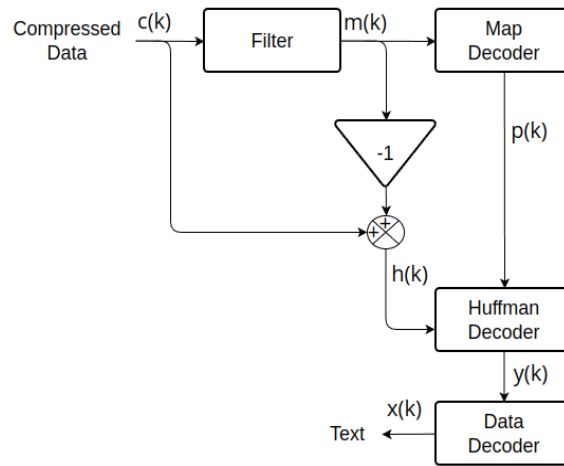 Compressed
Data
c(k)
Filter
m(k)
Map
Decoder
-1
p(k)
+
+
h(k)
Huffman
Decoder
y(k)
x(k)
Text
Data
Decoder